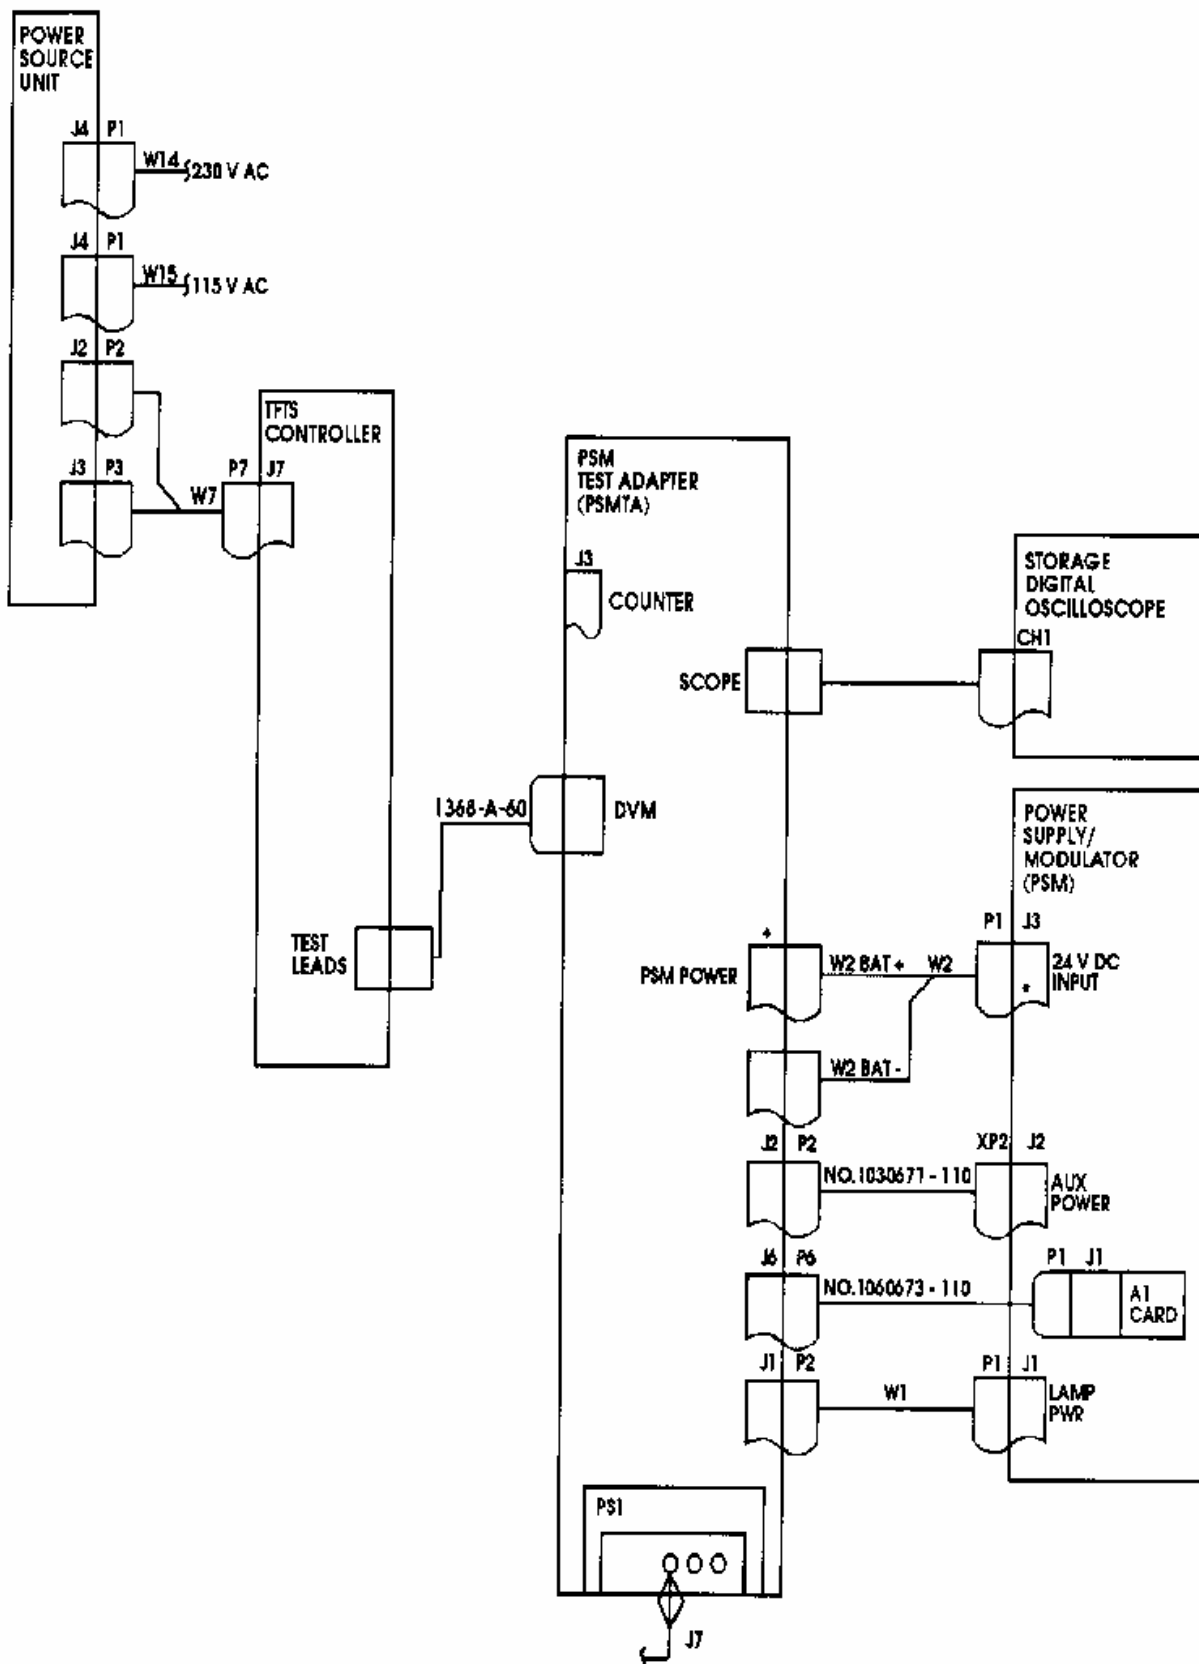 POWER
SOURCE
UNIT
J4 P1
W14
230 V AC
J4 P1
W15
115 V AC
J2 P2
J3 P3
W7
P7 J7
TFTS
CONTROLLER
TEST
LEADS
1368-A-60
PSM
TEST ADAPTER
(PSMTA)
J3
COUNTER
SCOPE
DVM
STORAGE
DIGITAL
OSCILLOSCOPE
CH1
POWER
SUPPLY/
MODULATOR
(PSM)
PSM POWER
W2 BAT +
W2
P1 J3
24 V DC
INPUT
W2 BAT -
J2 P2
NO.1030671 - 110
XP2 J2
AUX
POWER
J6 P6
NO.1060673 - 110
P1 J1
A1
CARD
J1 P2
W1
P1 J1
LAMP
PWR
PS1
J7